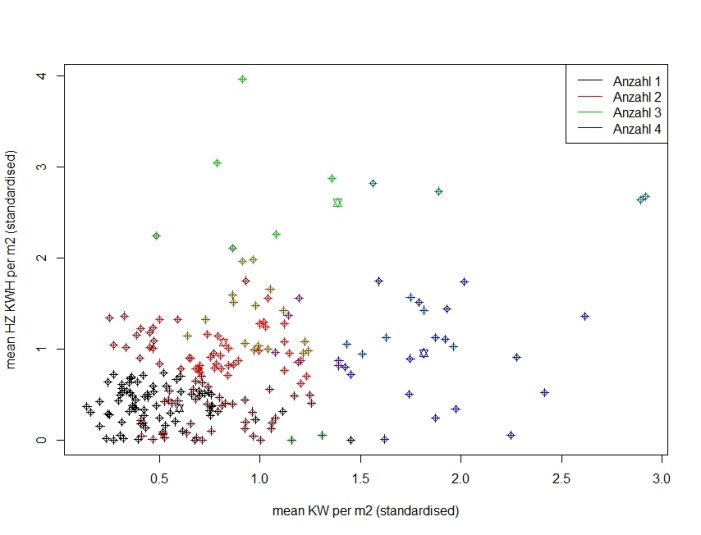 Anzahl 1
Anzahl 2
Anzahl 3
Anzahl 4
mean HZ KWH per m2 (standardised)
4
3
2
1
0
0.5 1.0 1.5 2.0 2.5 3.0
mean KW per m2 (standardised)